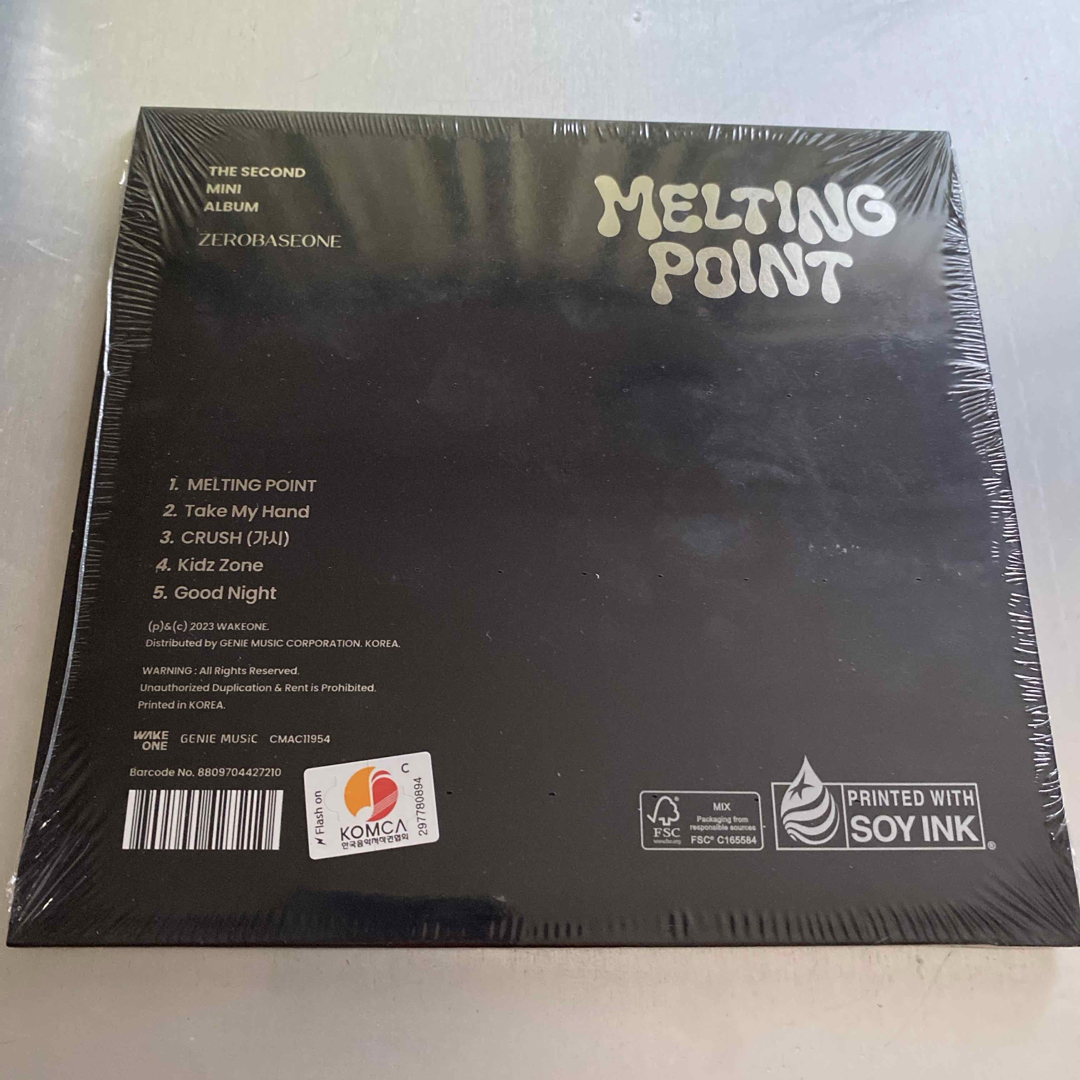 THE SECOND
MINI
ALBUM
ZEROBASEONE
MELTING
POINT
1. MELTING POINT
2. Take My Hand
3. CRUSH (가시)
4. Kidz Zone
5. Good Night
(p)&(c) 2023 WAKEONE.
Distributed by GENIE MUSIC CORPORATION. KOREA.
WARNING : All Rights Reserved.
Unauthorized Duplication & Rent is Prohibited.
Printed in KOREA.
WAKE
ONE
GENIE MUSIC CMAC11954
Barcode No. 8809704427210
Flash on
C
KOMCA
한국음악저작권협회
297780894
FSC
www.fsc.org
MIX
Packaging from
responsible sources
FSC® C165584
PRINTED WITH
SOY INK®